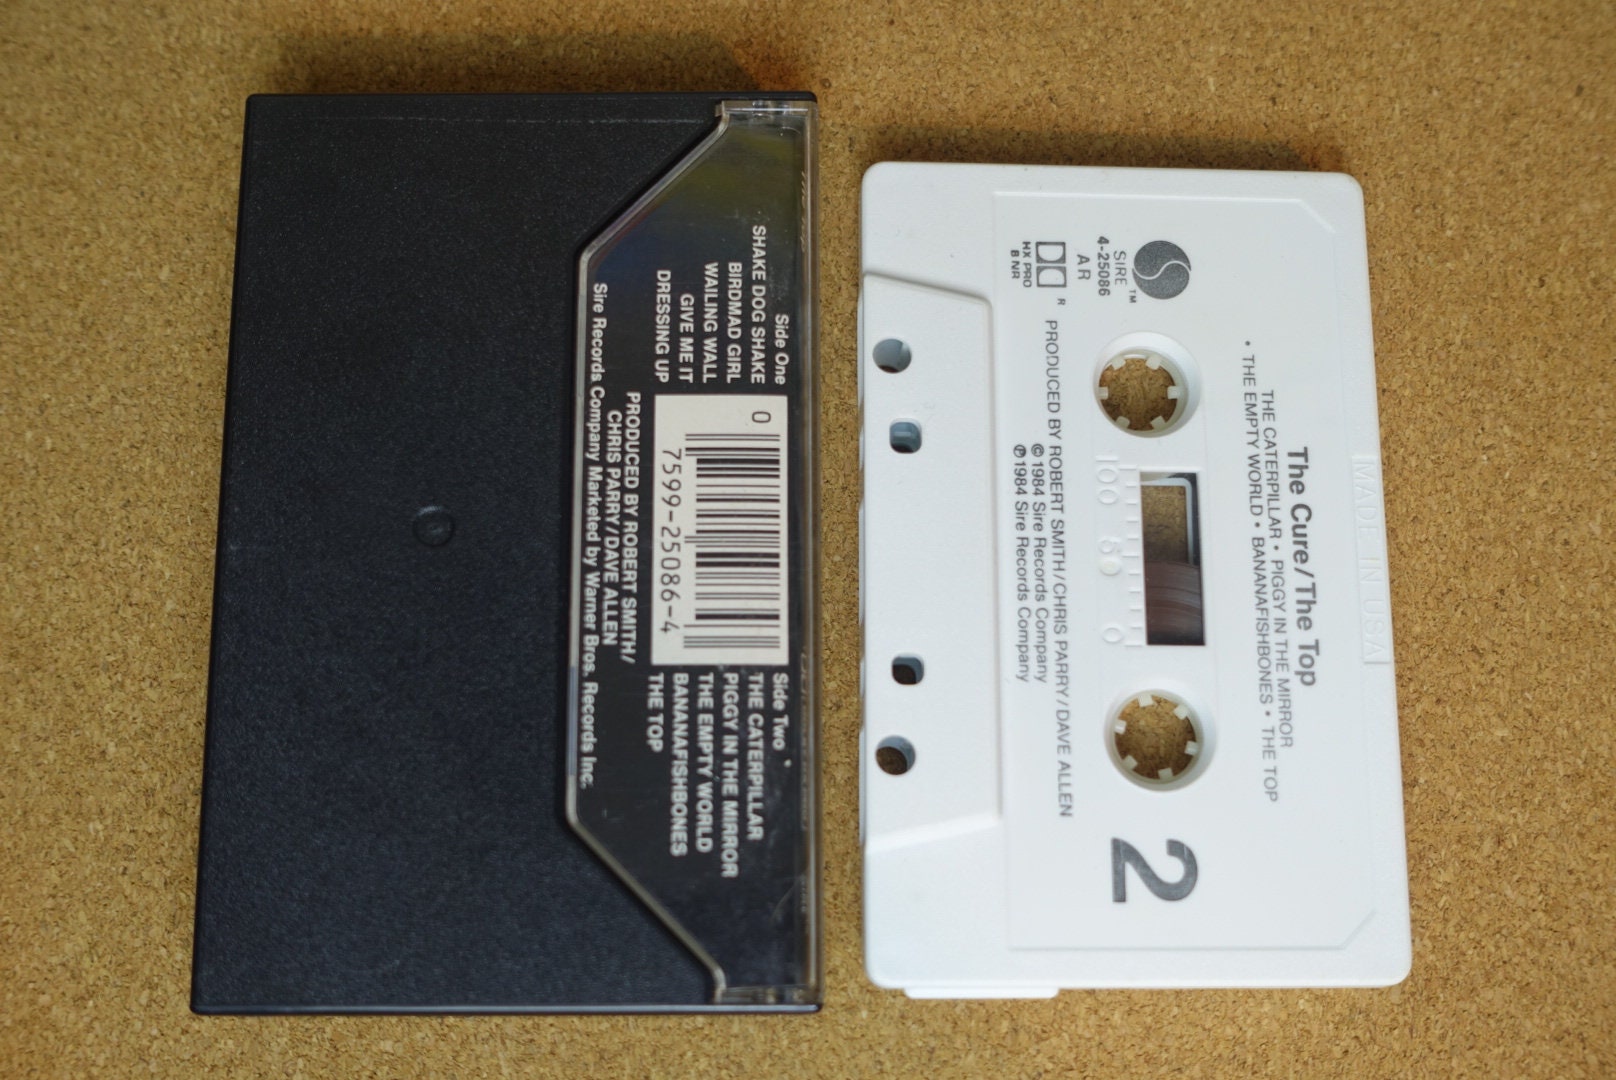 Side One
SHAKE DOG SHAKE
BIRDMAD GIRL
WAILING WALL
GIVE ME IT
DRESSING UP
0
7599-25086-4
Side Two
THE CATERPILLAR
PIGGY IN THE MIRROR
THE EMPTY WORLD
BANANAFISHBONES
THE TOP
PRODUCED BY ROBERT SMITH/
CHRIS PARRY/DAVE ALLEN
Sire Records Company Marketed by Warner Bros. Records Inc.
MADE IN USA
The Cure/The Top
THE CATERPILLAR • PIGGY IN THE MIRROR
• THE EMPTY WORLD • BANANAFISHBONES • THE TOP
TM
SIRE
4-25086
AR
2
100 50 0
R
HX PRO
B NR
PRODUCED BY ROBERT SMITH/CHRIS PARRY/DAVE ALLEN
© 1984 Sire Records Company
℗ 1984 Sire Records Company